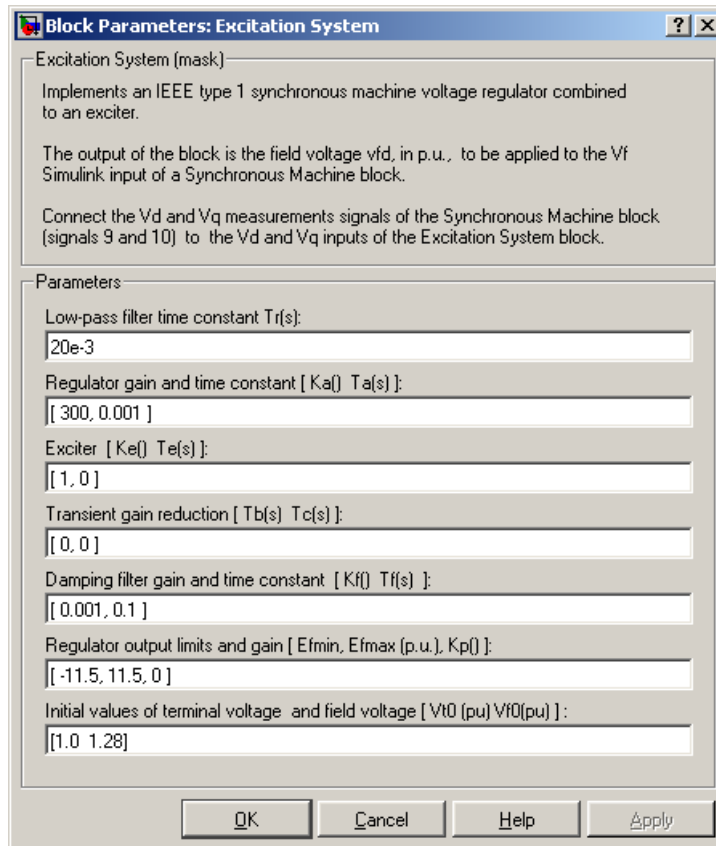 Block Parameters: Excitation System
Excitation System (mask)
Implements an IEEE type 1 synchronous machine voltage regulator combined
to an exciter.
The output of the block is the field voltage vfd, in p.u., to be applied to the Vf
Simulink input of a Synchronous Machine block.
Connect the Vd and Vq measurements signals of the Synchronous Machine block
(signals 9 and 10) to the Vd and Vq inputs of the Excitation System block.
Parameters
Low-pass filter time constant Tr(s):
20e-3
Regulator gain and time constant [ Ka() Ta(s) ]:
[ 300, 0.001 ]
Exciter [ Ke() Te(s) ]:
[ 1, 0 ]
Transient gain reduction [ Tb(s) Tc(s) ]:
[ 0, 0 ]
Damping filter gain and time constant [ Kf() Tf(s) ]:
[ 0.001, 0.1 ]
Regulator output limits and gain [ Efmin, Efmax (p.u.), Kp() ]:
[ -11.5, 11.5, 0 ]
Initial values of terminal voltage and field voltage [ Vt0 (pu) Vf0(pu) ] :
[1.0 1.28]
OK Cancel Help Apply